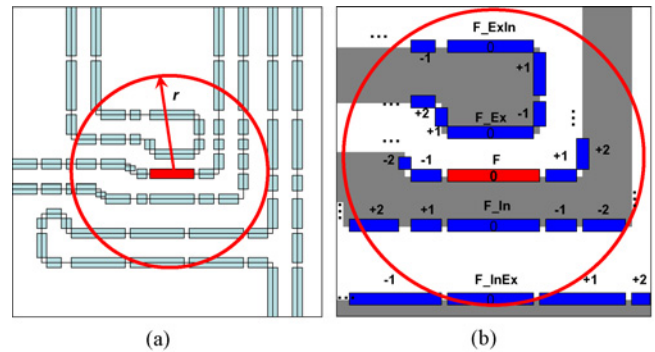 r
F_ExIn
... -1 0
+1
... +2 F_Ex -1
+1 0
... F ...
-2 -1 0 +1 +2
F_In
... +2 +1 0 -1 -2 ...
-1 F_InEx +1
... 0 +2
(a) (b)